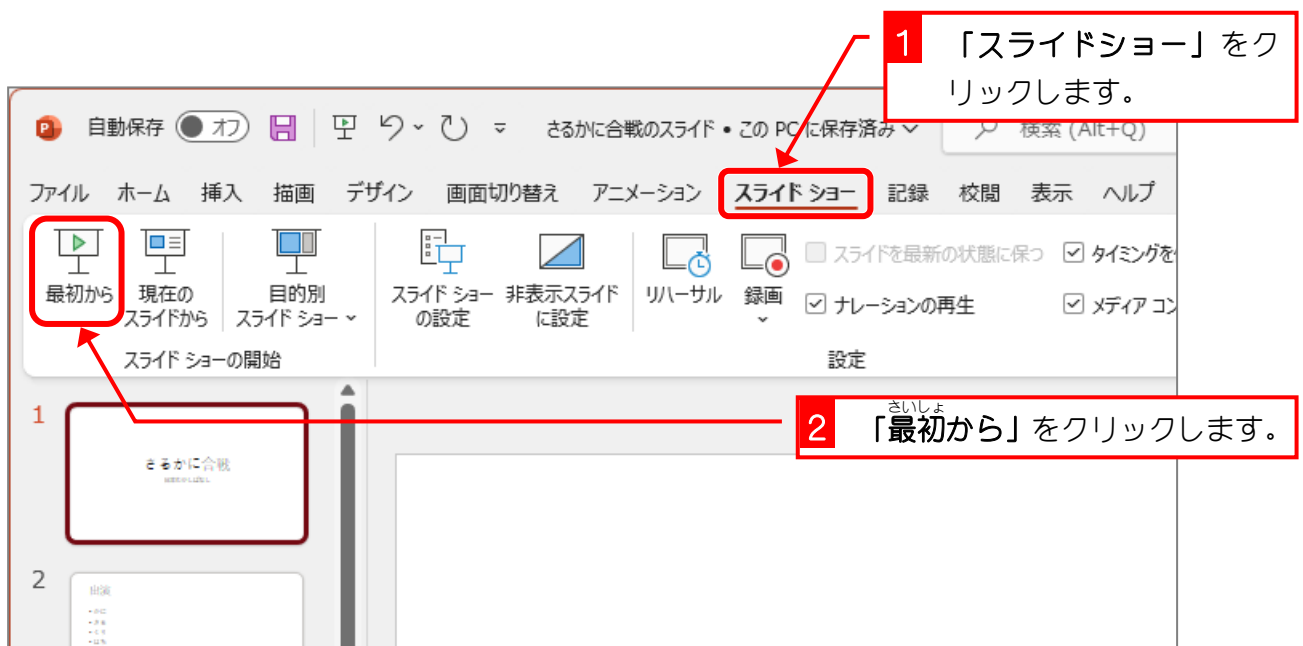 1 「スライドショー」をク
リックします。
自動保存 オフ さるかに合戦のスライド • この PC に保存済み 検索 (Alt+Q)
ファイル ホーム 挿入 描画 デザイン 画面切り替え アニメーション スライド ショー 記録 校閲 表示 ヘルプ
最初から 現在の
スライドから 目的別
スライド ショー スライド ショー
の設定 非表示スライド
に設定 リハーサル 録画 スライドを最新の状態に保つ タイミングを
ナレーションの再生 メディア コン
スライド ショーの開始 設定
さいしょ
2 「最初から」をクリックします。
1
さるかに合戦
2
出演
• かに
• さる
• くり
• はち